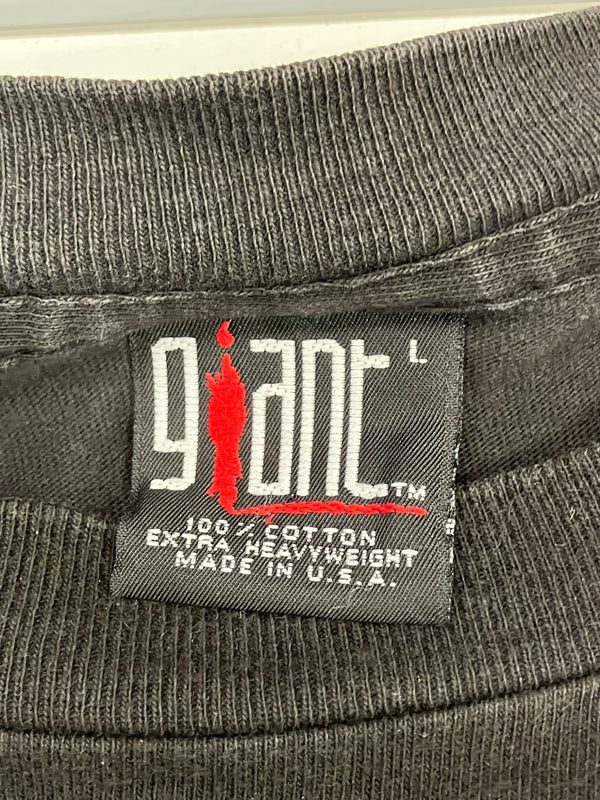 giant L
TM
100% COTTON
EXTRA HEAVYWEIGHT
MADE IN U.S.A.